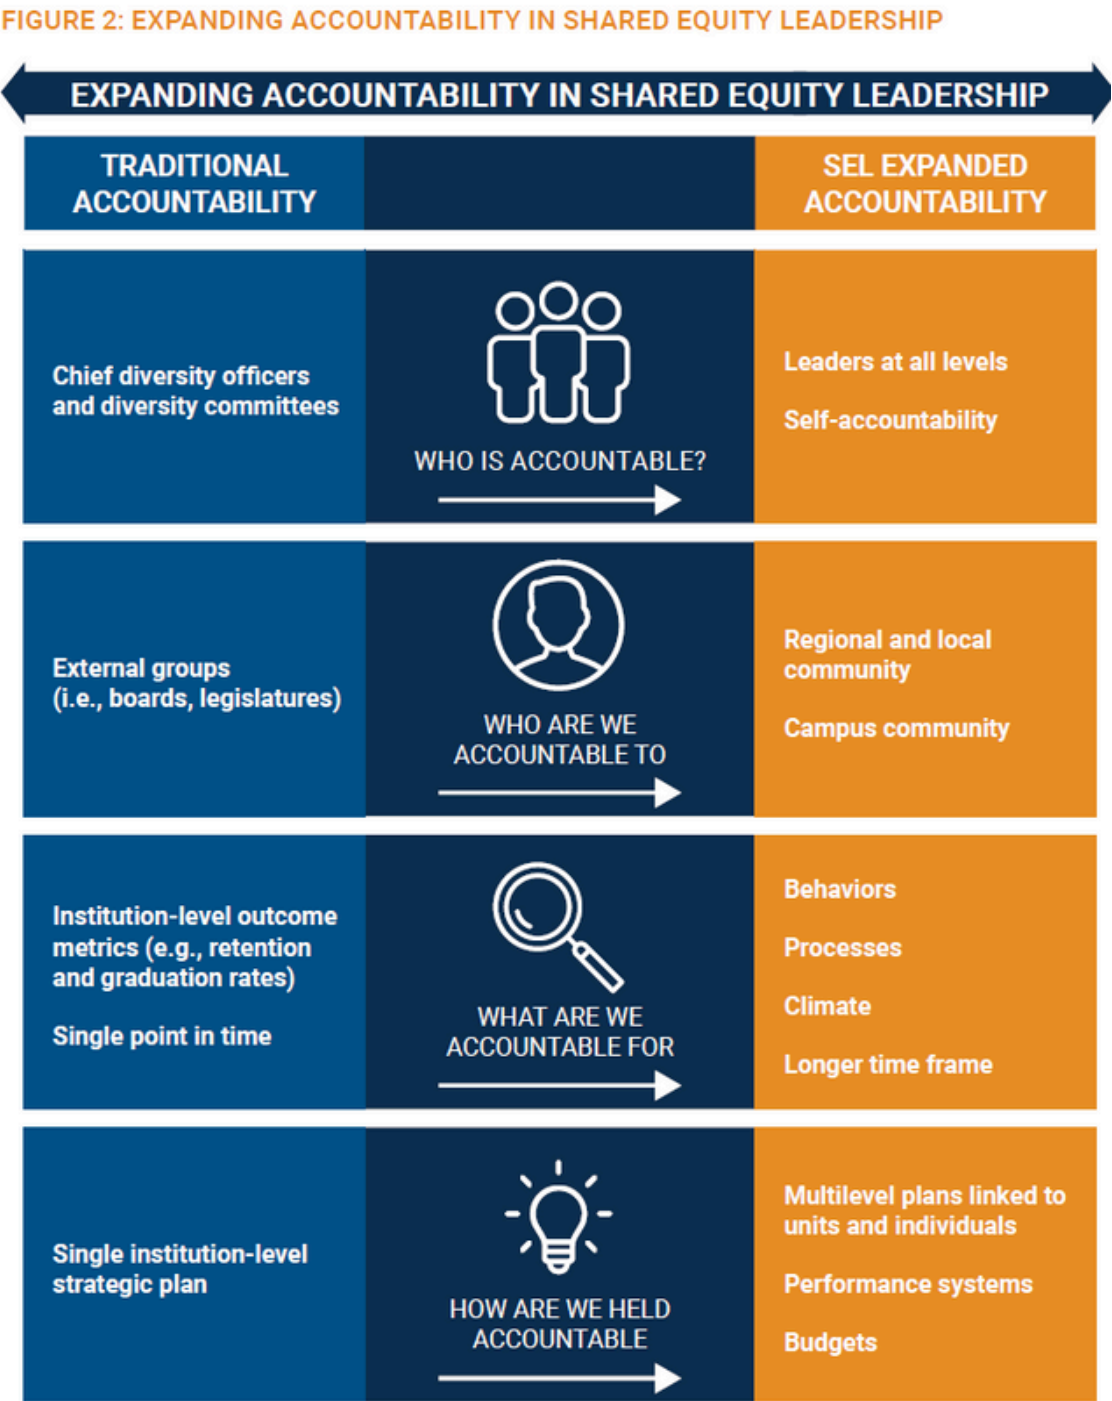 FIGURE 2: EXPANDING ACCOUNTABILITY IN SHARED EQUITY LEADERSHIP
EXPANDING ACCOUNTABILITY IN SHARED EQUITY LEADERSHIP
TRADITIONAL
ACCOUNTABILITY
SEL EXPANDED
ACCOUNTABILITY
Chief diversity officers
and diversity committees
WHO IS ACCOUNTABLE?
Leaders at all levels
Self-accountability
External groups
(i.e., boards, legislatures)
WHO ARE WE
ACCOUNTABLE TO
Regional and local
community
Campus community
Institution-level outcome
metrics (e.g., retention
and graduation rates)
Single point in time
WHAT ARE WE
ACCOUNTABLE FOR
Behaviors
Processes
Climate
Longer time frame
Single institution-level
strategic plan
HOW ARE WE HELD
ACCOUNTABLE
Multilevel plans linked to
units and individuals
Performance systems
Budgets